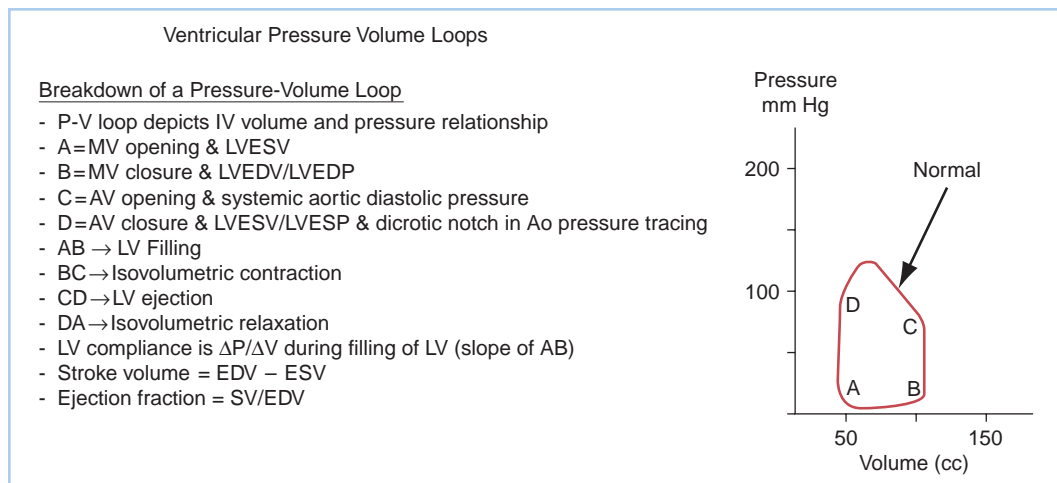 Ventricular Pressure Volume Loops
Breakdown of a Pressure-Volume Loop
- P-V loop depicts IV volume and pressure relationship
- A=MV opening & LVESV
- B=MV closure & LVEDV/LVEDP
- C=AV opening & systemic aortic diastolic pressure
- D=AV closure & LVESV/LVESP & dicrotic notch in Ao pressure tracing
- AB → LV Filling
- BC→Isovolumetric contraction
- CD→LV ejection
- DA→Isovolumetric relaxation
- LV compliance is ΔP/ΔV during filling of LV (slope of AB)
- Stroke volume = EDV – ESV
- Ejection fraction = SV/EDV
Pressure
mm Hg
200
Normal
100
D
C
A
B
50
150
Volume (cc)